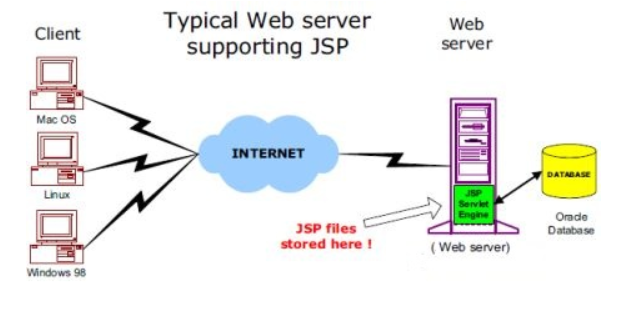 Typical Web server
supporting JSP
Client
Web
server
Mac OS
Linux
Windows 98
INTERNET
JSP files
stored here !
JSP
Servlet
Engine
( Web server)
DATABASE
Oracle
Database